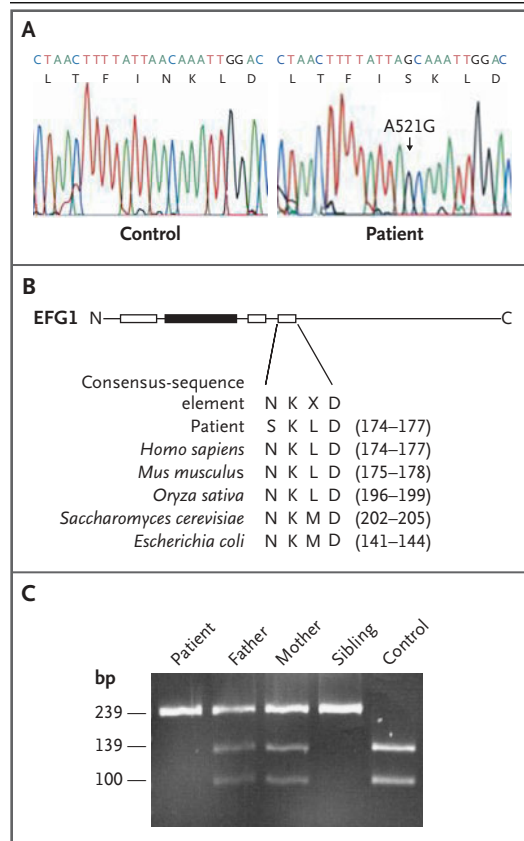 A
CTAACTTTTATTAACAAATTGGAC CTAACTTTTATTAGCAAATTGGAC
L T F I N K L D L T F I S K L D
A521G
Control Patient
B
EFG1 N C
Consensus-sequence
element N K X D
Patient S K L D (174–177)
Homo sapiens N K L D (174–177)
Mus musculus N K L D (175–178)
Oryza sativa N K L D (196–199)
Saccharomyces cerevisiae N K M D (202–205)
Escherichia coli N K M D (141–144)
C
Patient Father Mother Sibling Control
bp
239
139
100